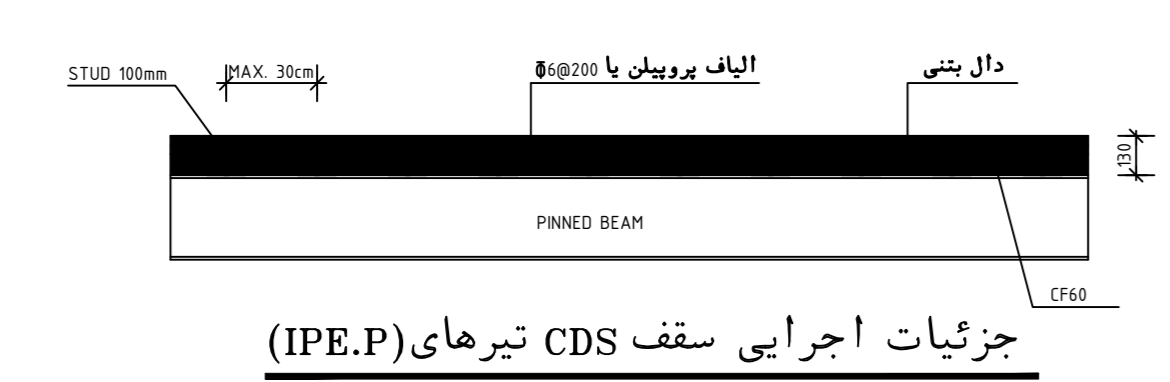 STUD 100mm
MAX. 30cm
الیاف پروپیلن یا Φ6@200
دال بتنی
130
PINNED BEAM
CF60
جزئیات اجرایی سقف CDS تیرهای(IPE.P)